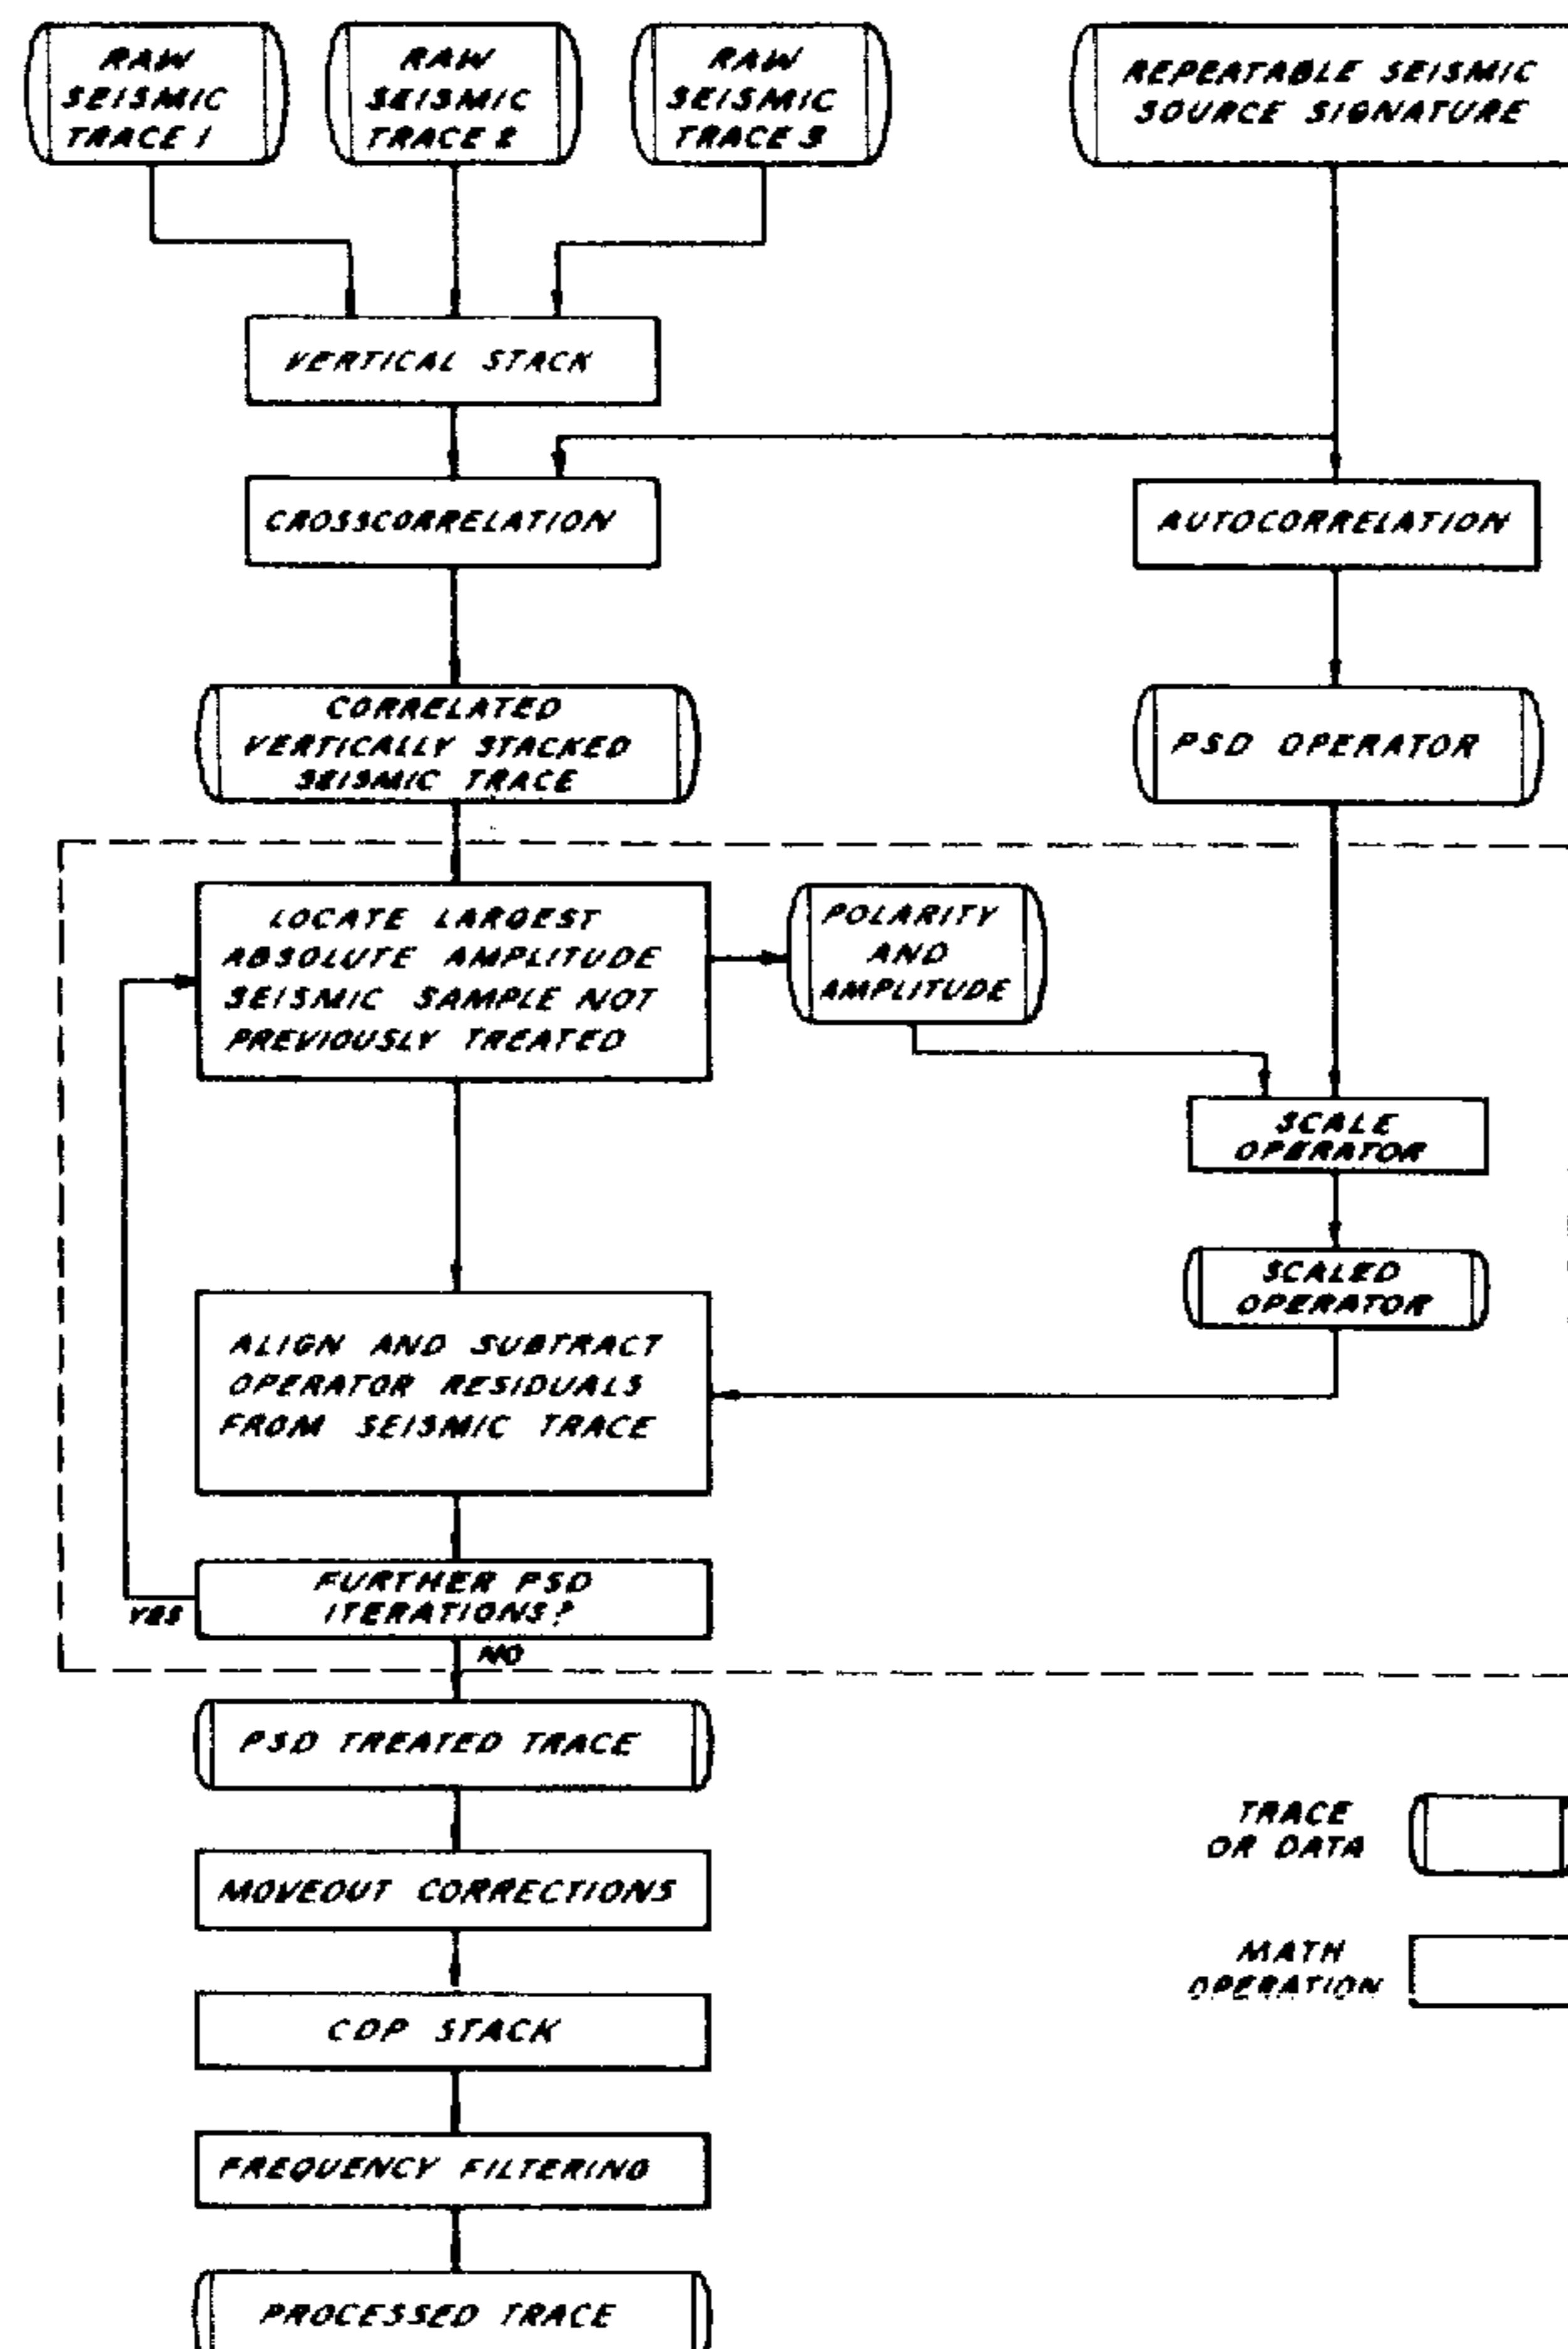 RAW
SEISMIC
TRACE 1
RAW
SEISMIC
TRACE 2
RAW
SEISMIC
TRACE 3
REPEATABLE SEISMIC
SOURCE SIGNATURE
VERTICAL STACK
CROSSCORRELATION
AUTOCORRELATION
CORRELATED
VERTICALLY STACKED
SEISMIC TRACE
PSD OPERATOR
LOCATE LARGEST
ABSOLUTE AMPLITUDE
SEISMIC SAMPLE NOT
PREVIOUSLY TREATED
POLARITY
AND
AMPLITUDE
SCALE
OPERATOR
SCALED
OPERATOR
ALIGN AND SUBTRACT
OPERATOR RESIDUALS
FROM SEISMIC TRACE
FURTHER PSD
ITERATIONS?
YES
NO
PSD TREATED TRACE
MOVEOUT CORRECTIONS
CDP STACK
FREQUENCY FILTERING
PROCESSED TRACE
TRACE
OR DATA
MATH
OPERATION